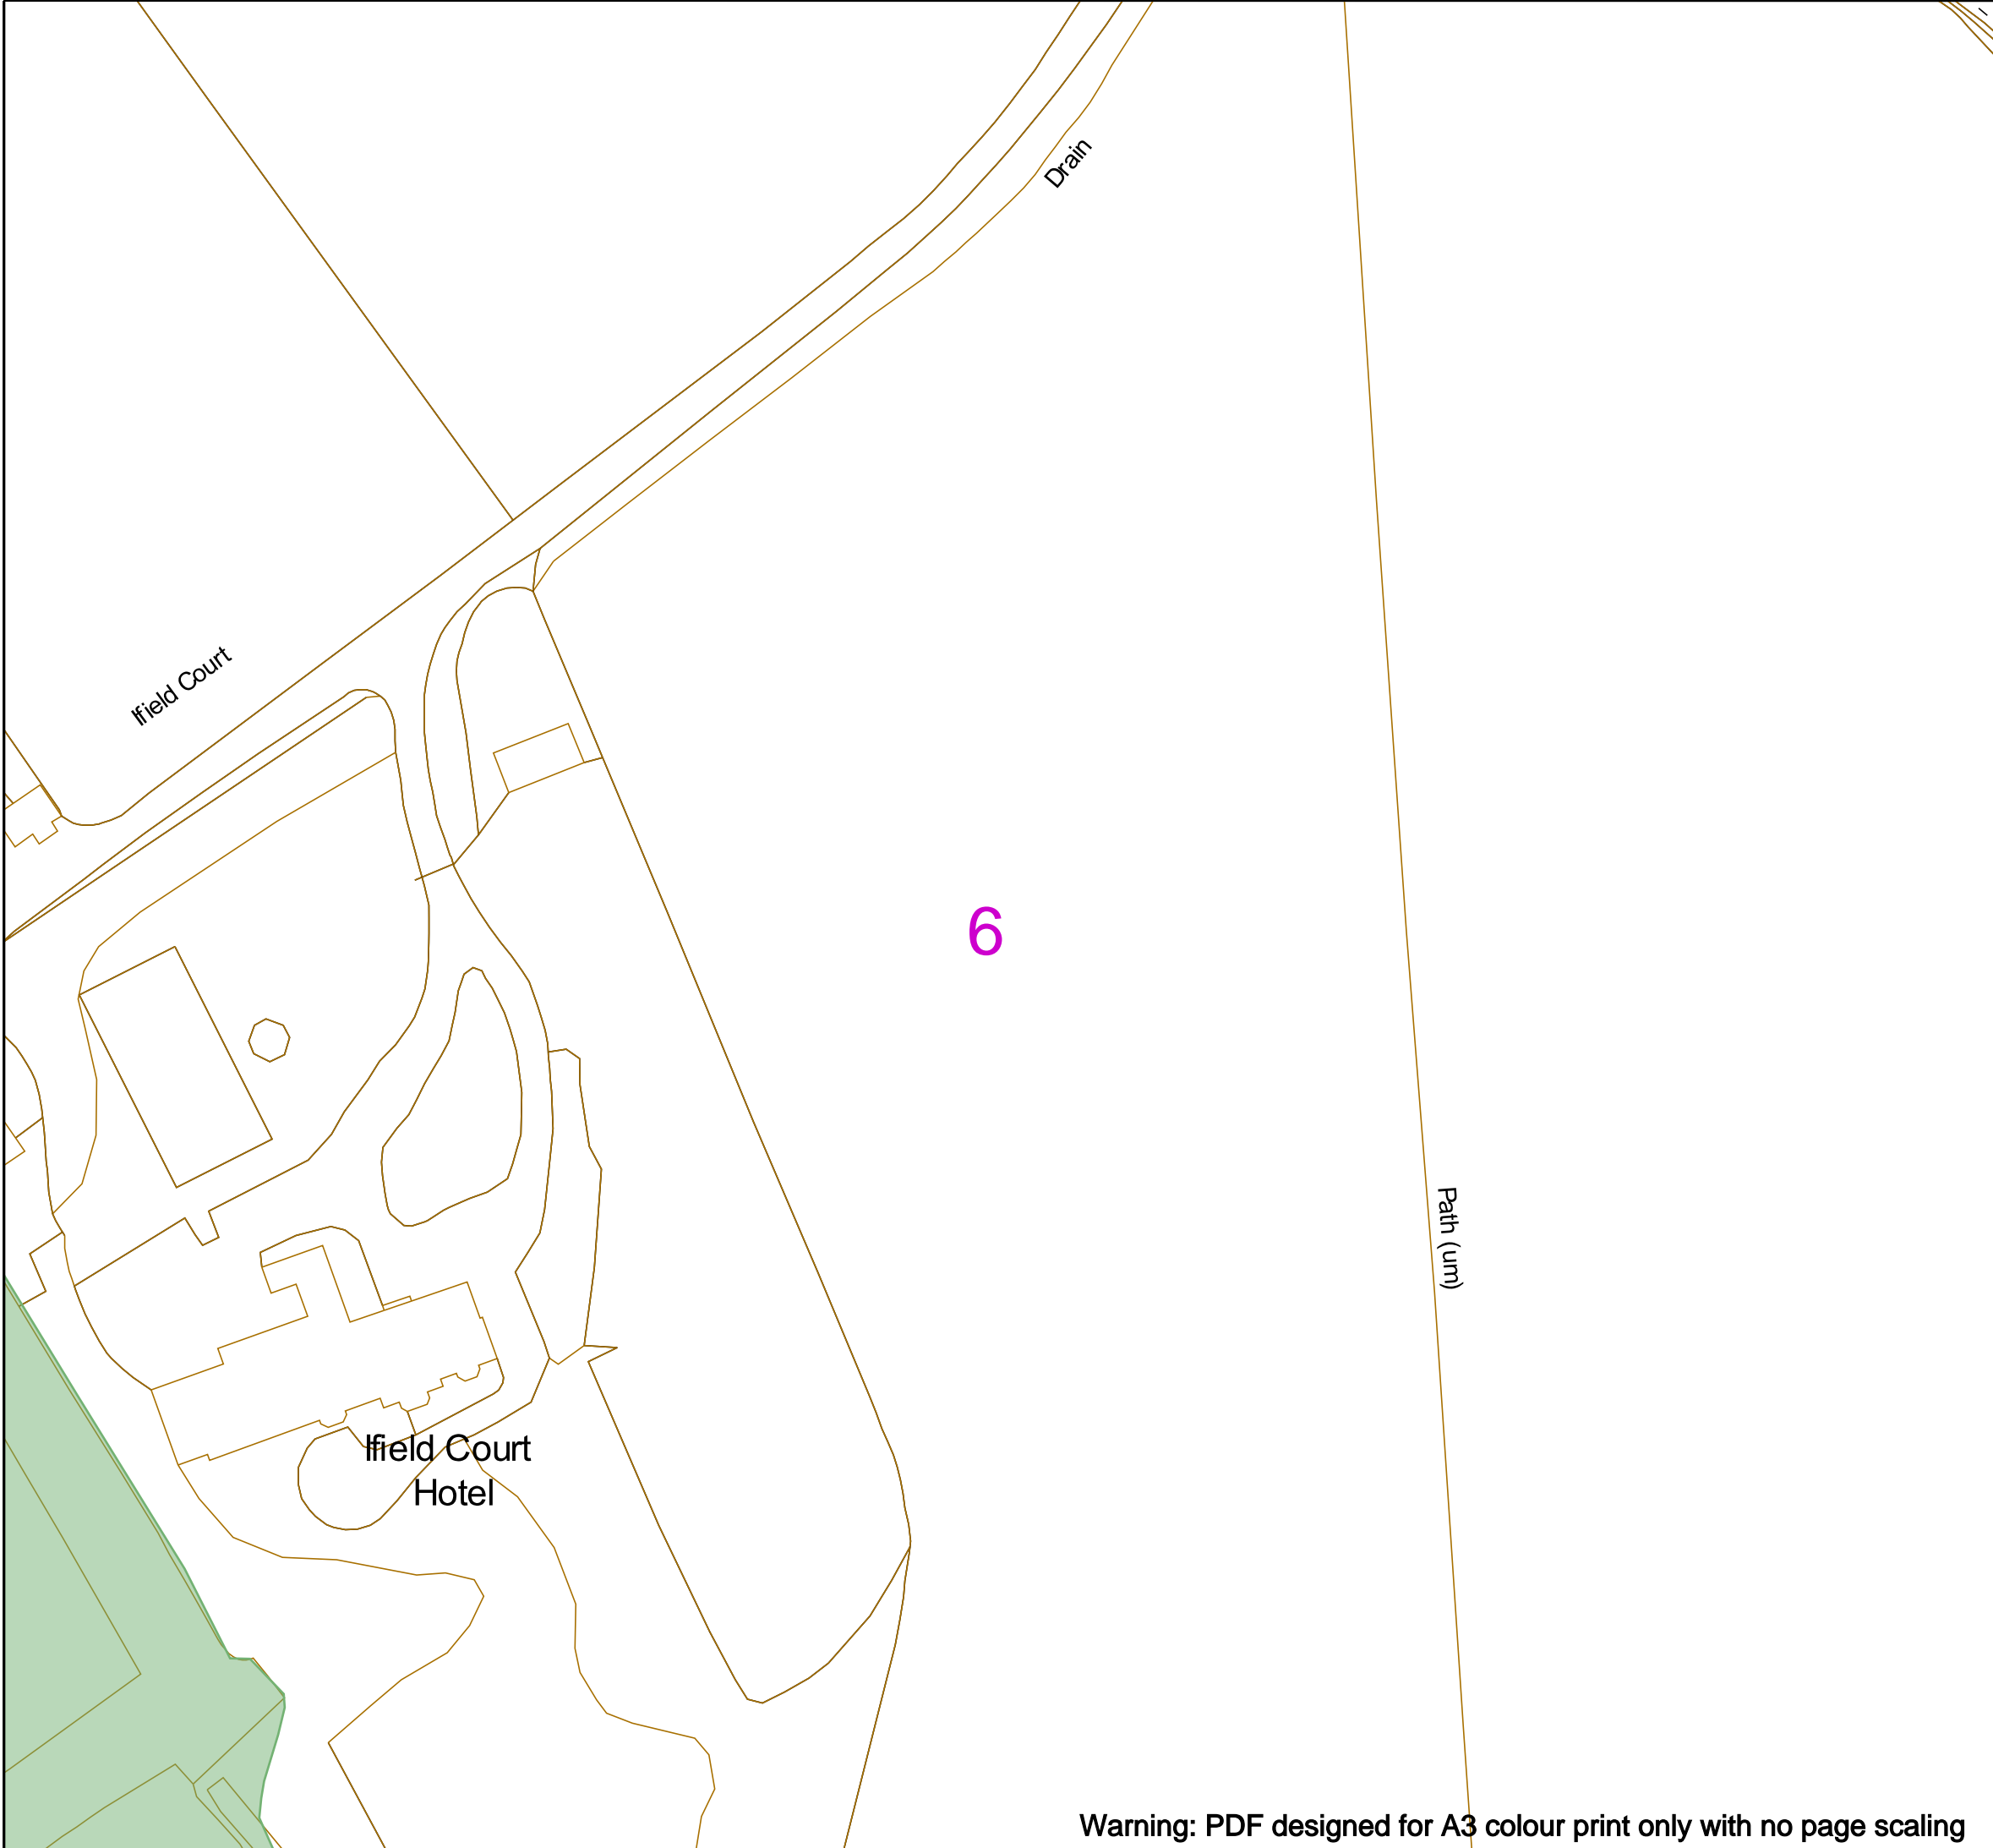 Drain
Ifield Court
6
Path (um)
Ifield Court
Hotel
Warning: PDF designed for A3 colour print only with no page scaling